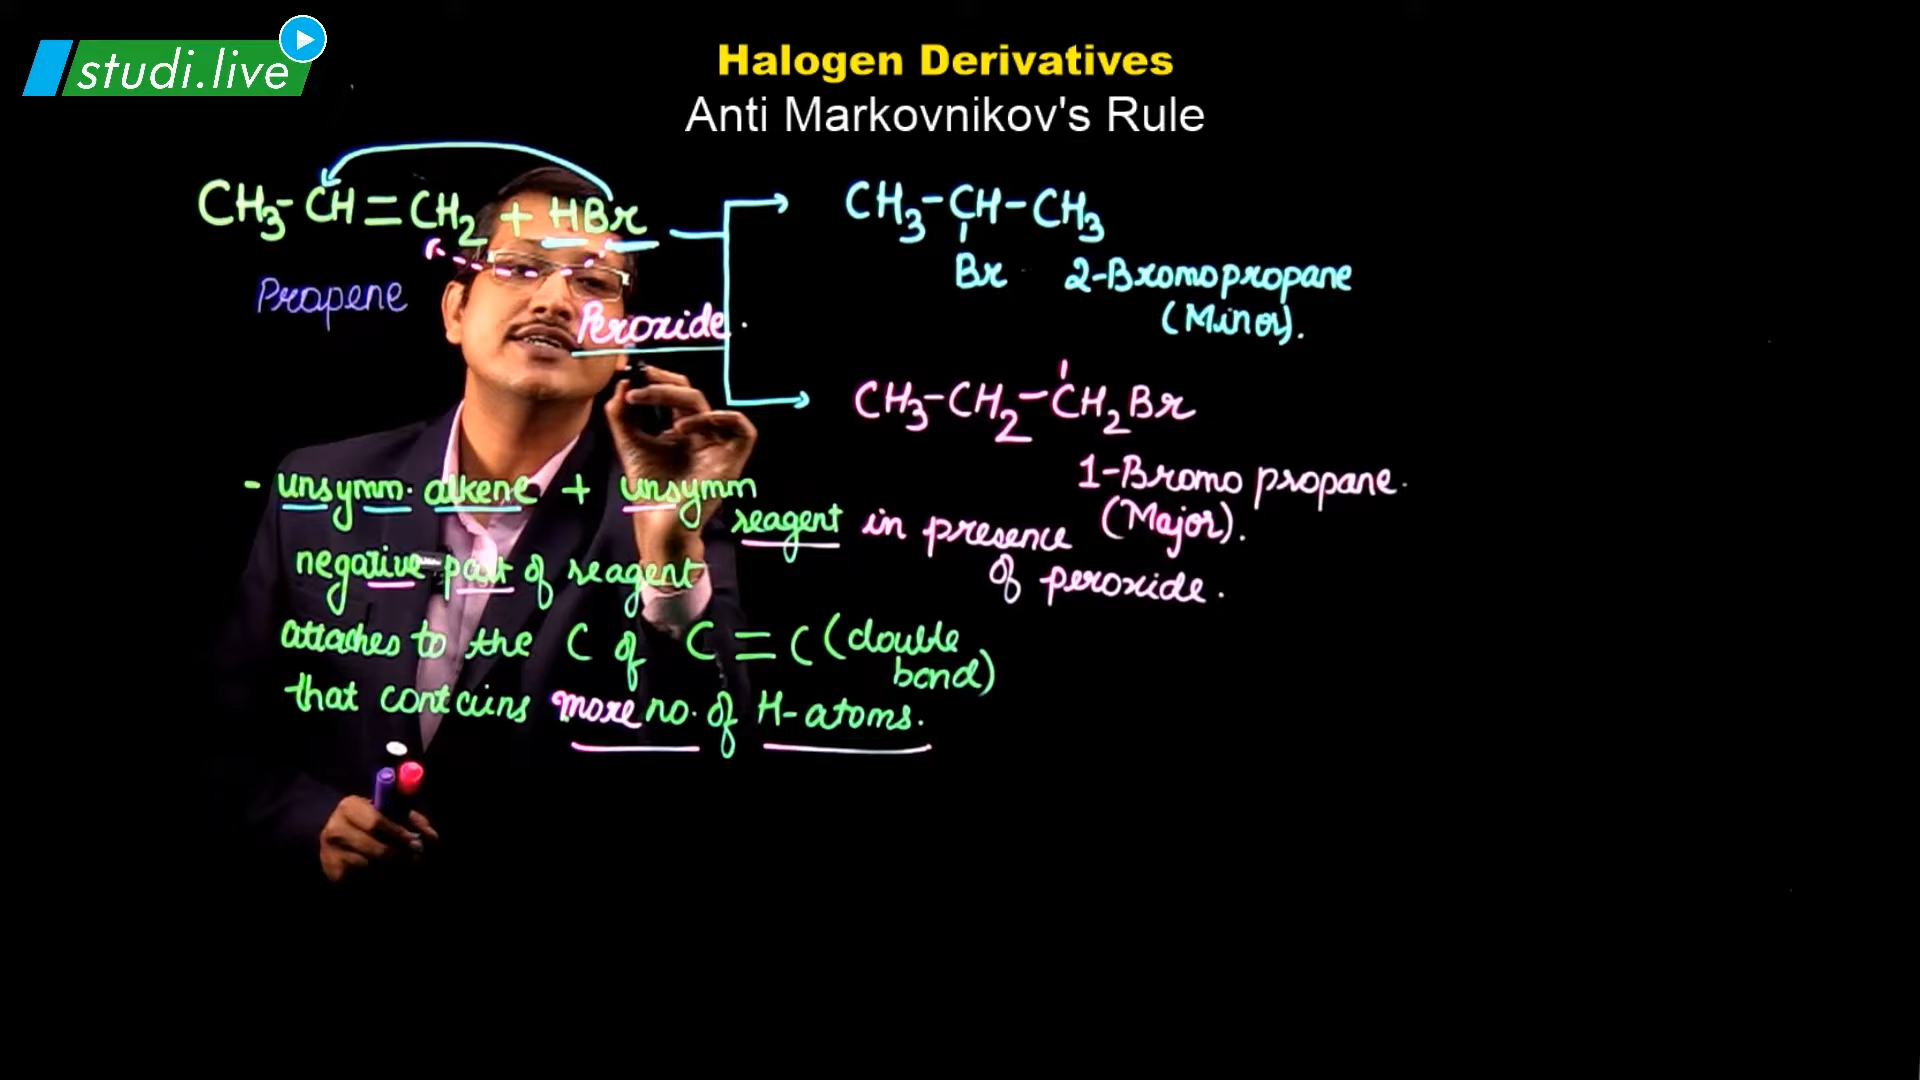 studi.live
Halogen Derivatives
Anti Markovnikov's Rule
CH₃-CH=CH₂ + HBr
CH₃-CH-CH₃
Br
2-Bromopropane
(Minor).
Propene
Peroxide.
CH₃-CH₂-CH₂Br
1-Bromo propane.
(Major).
- unsymm. alkene + unsymm
reagent in presence
of peroxide.
negative part of reagent
attaches to the C of C=C (double
bond)
that contains more no. of H-atoms.